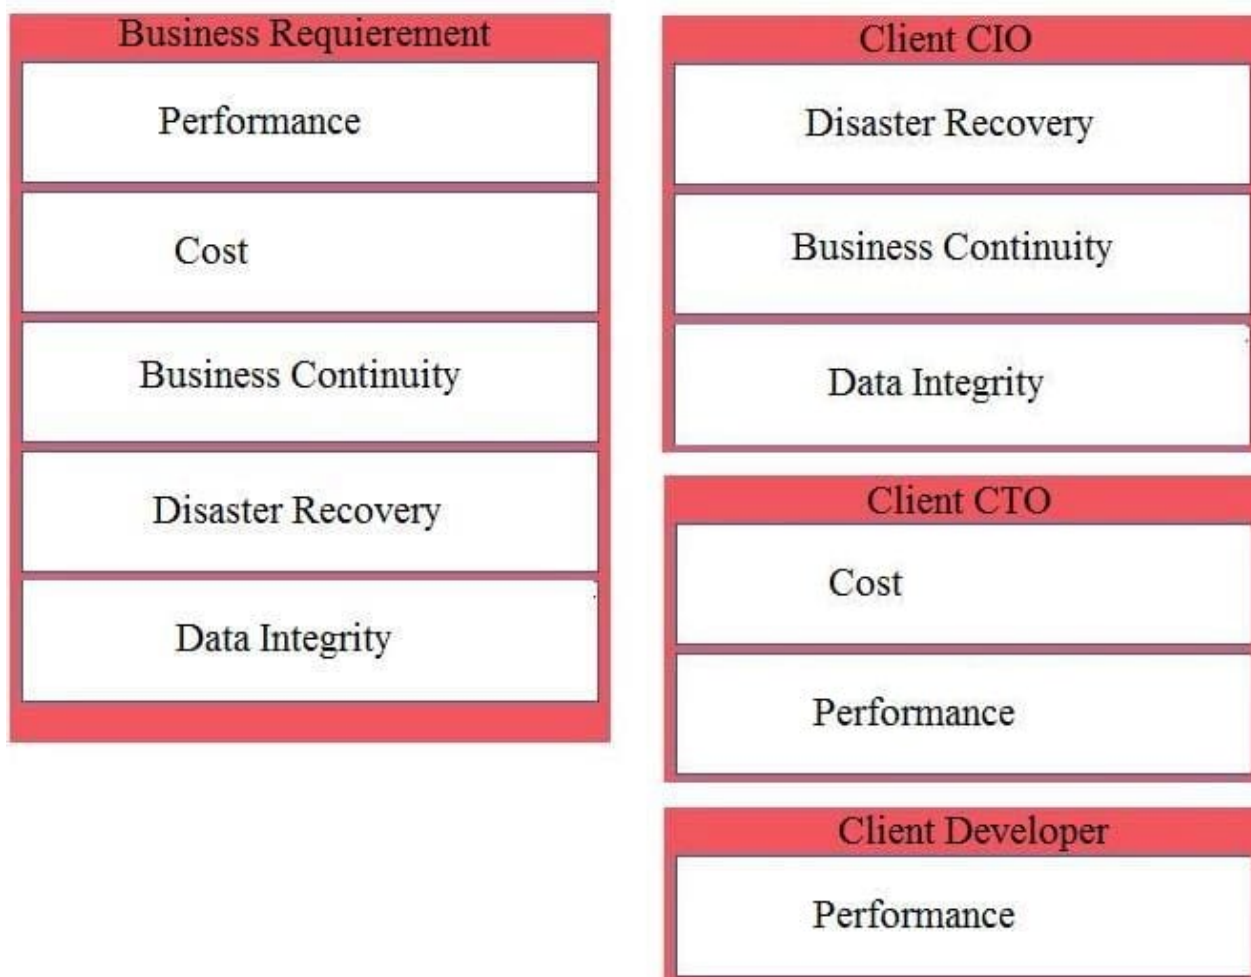 Business Requierement
Performance
Cost
Business Continuity
Disaster Recovery
Data Integrity
Client CIO
Disaster Recovery
Business Continuity
Data Integrity
Client CTO
Cost
Performance
Client Developer
Performance